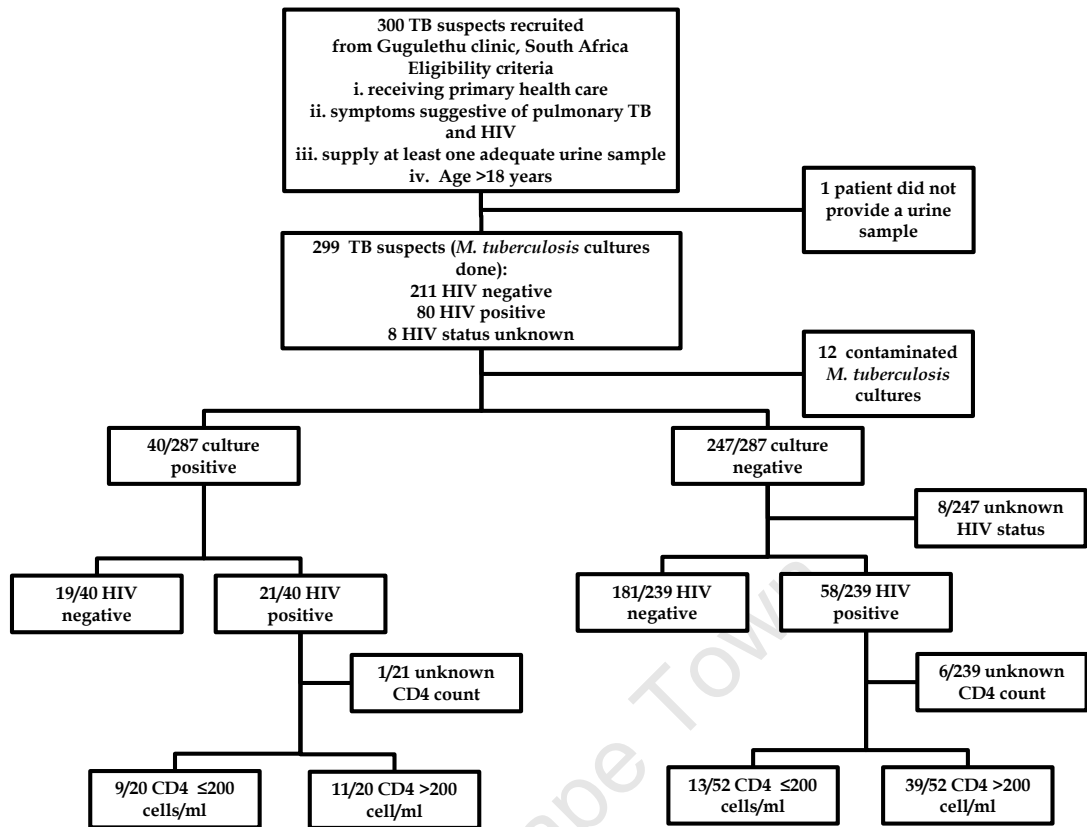 300 TB suspects recruited
from Gugulethu clinic, South Africa
Eligibility criteria
i. receiving primary health care
ii. symptoms suggestive of pulmonary TB
and HIV
iii. supply at least one adequate urine sample
iv. Age >18 years
1 patient did not
provide a urine
sample
299 TB suspects (M. tuberculosis cultures
done):
211 HIV negative
80 HIV positive
8 HIV status unknown
12 contaminated
M. tuberculosis
cultures
40/287 culture
positive
247/287 culture
negative
8/247 unknown
HIV status
19/40 HIV
negative
21/40 HIV
positive
181/239 HIV
negative
58/239 HIV
positive
1/21 unknown
CD4 count
6/239 unknown
CD4 count
9/20 CD4 ≤200
cells/ml
11/20 CD4 >200
cell/ml
13/52 CD4 ≤200
cells/ml
39/52 CD4 >200
cell/ml
Town